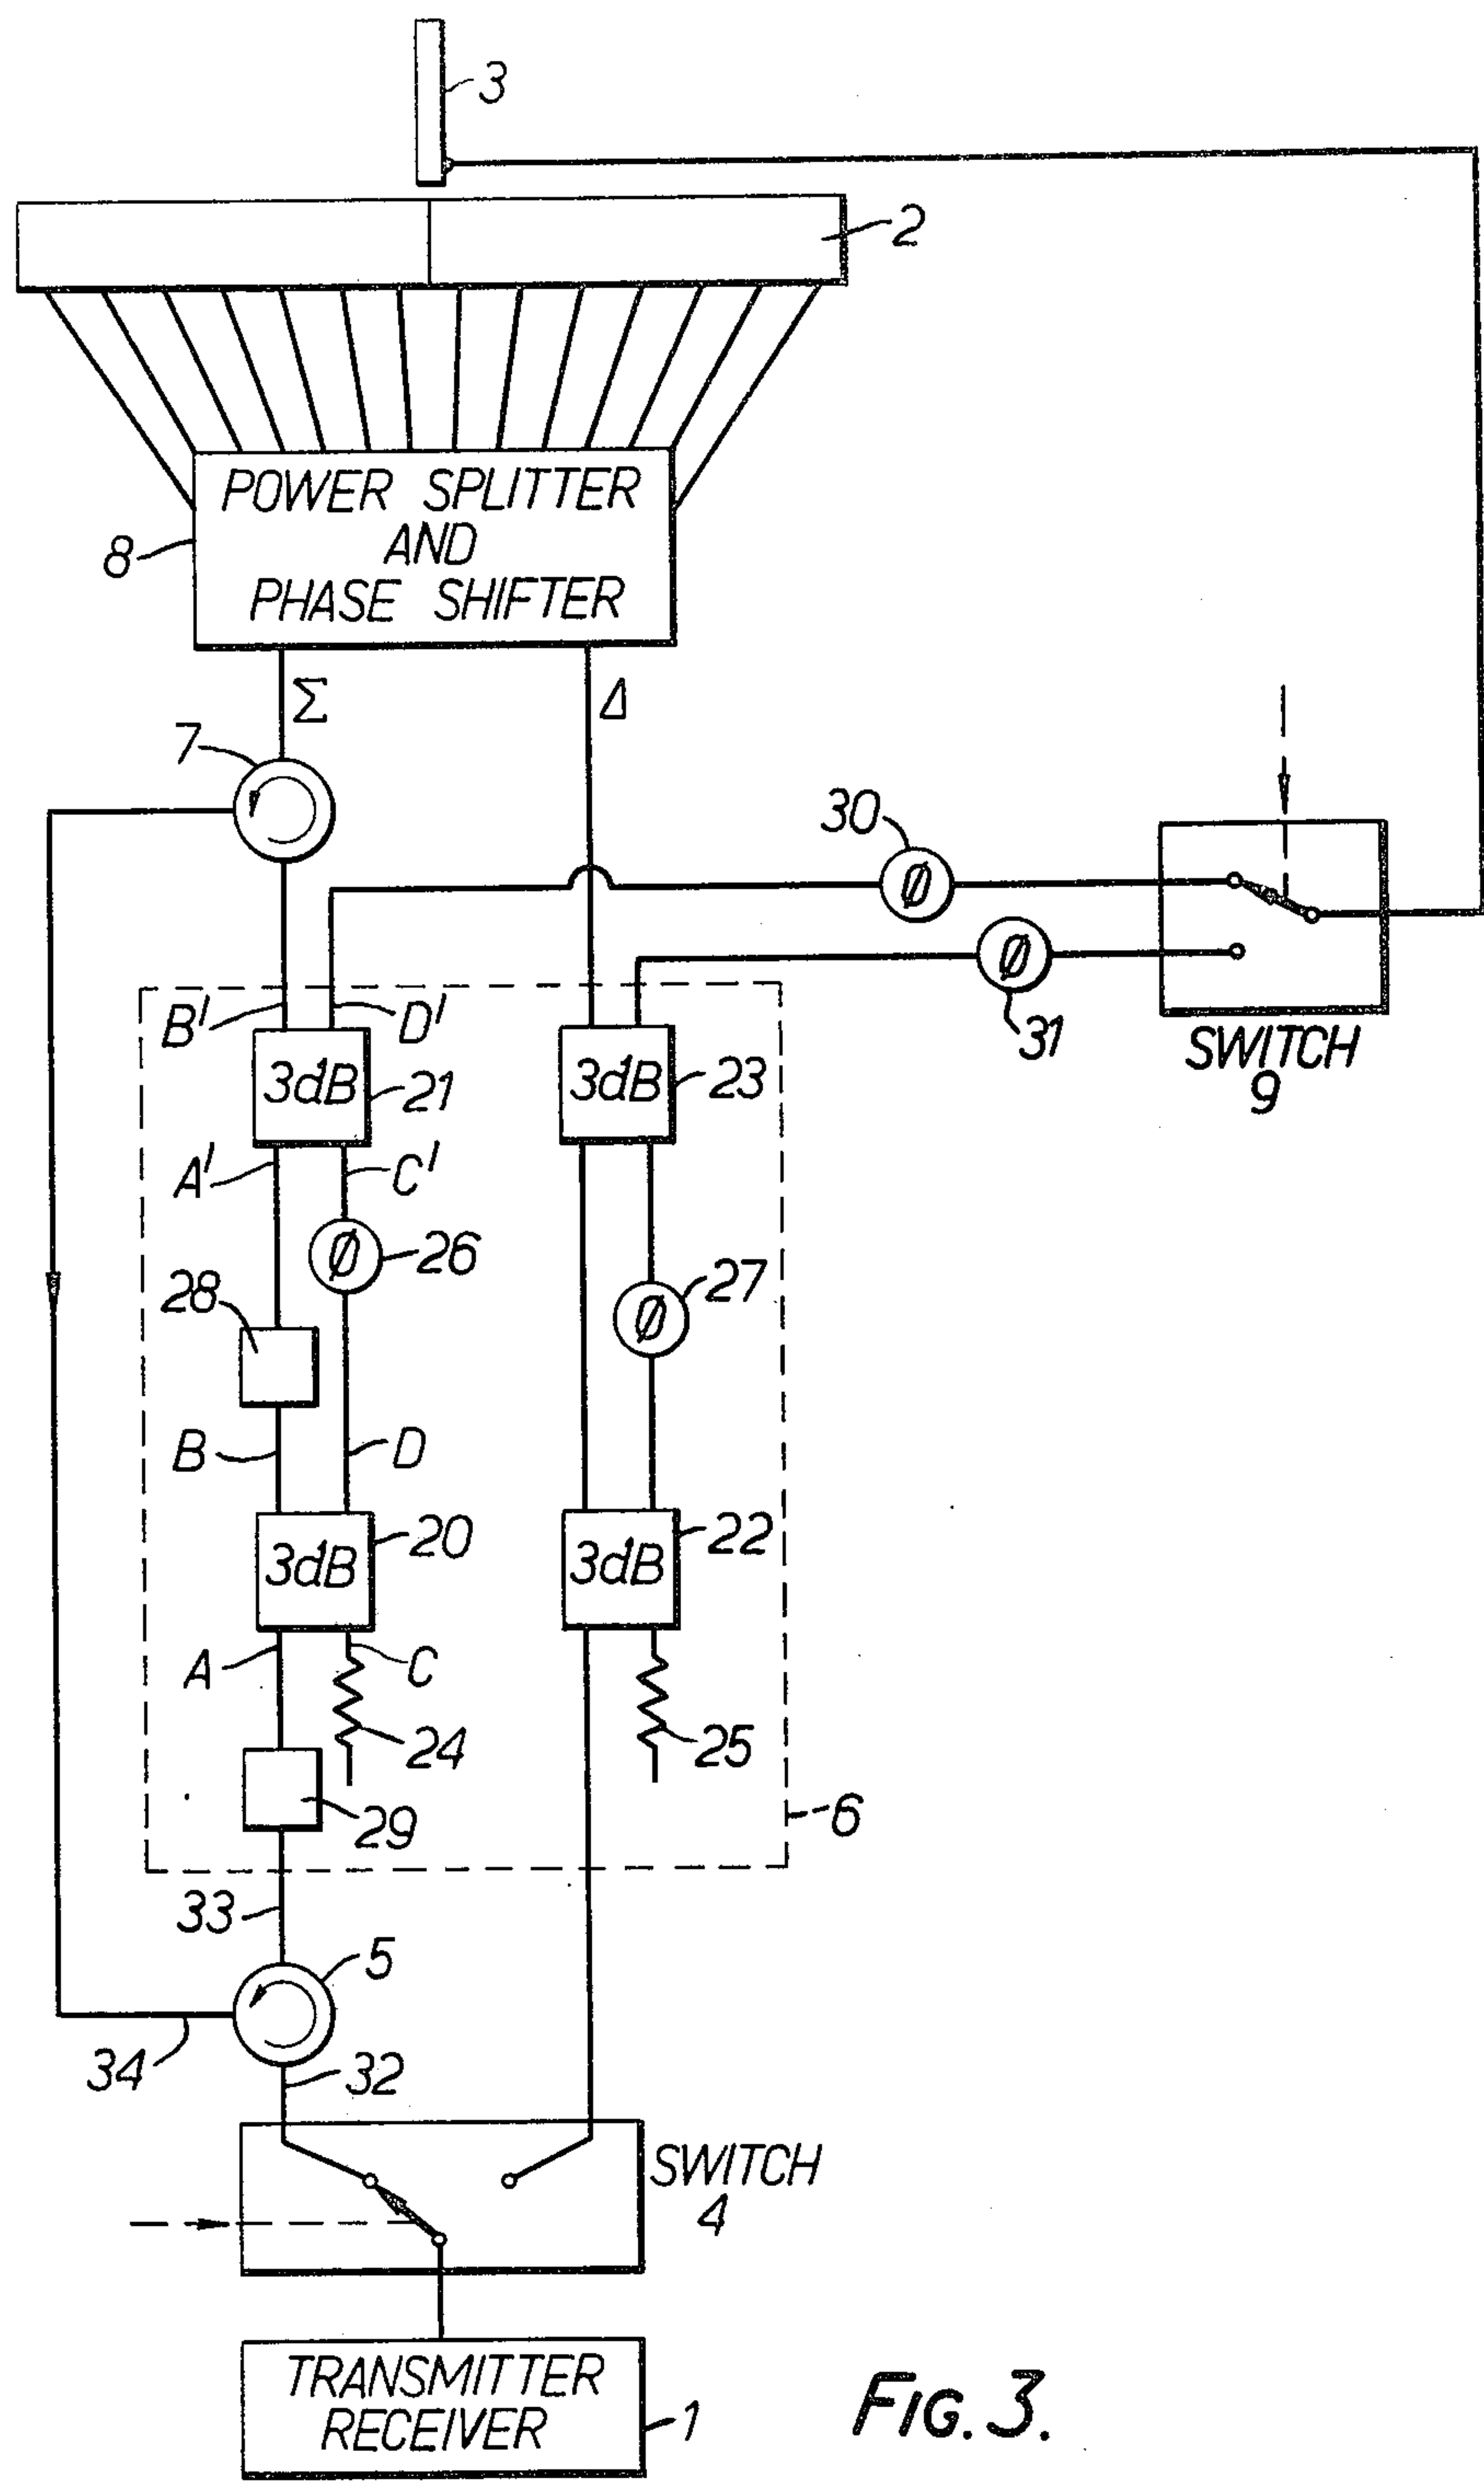 3
2
POWER SPLITTER
AND
PHASE SHIFTER
8
Σ
Δ
7
30
Ø
Ø
31
SWITCH
9
B'
D'
3dB
21
3dB
23
A'
C'
Ø
26
28
Ø
27
B
D
3dB
20
3dB
22
A
C
24
25
29
6
33
5
34
32
SWITCH
4
TRANSMITTER
RECEIVER
1
FIG. 3.